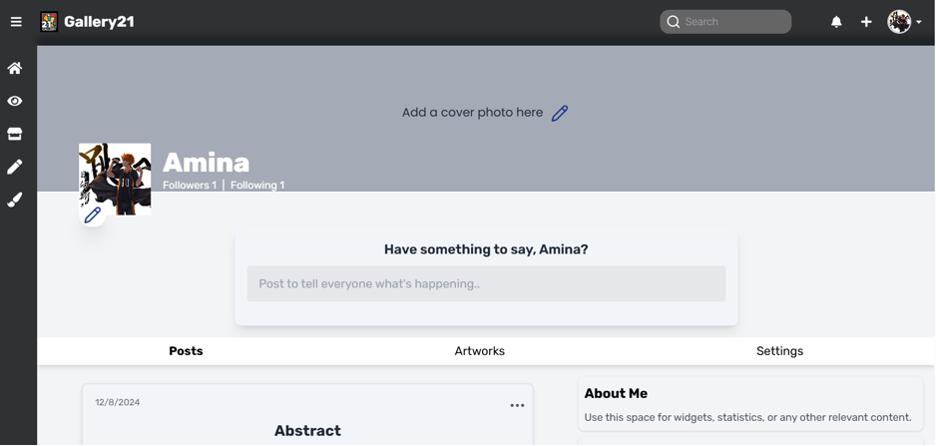 Gallery21
Search
Add a cover photo here
Amina
Followers 1 | Following 1
Have something to say, Amina?
Post to tell everyone what's happening..
Posts Artworks Settings
12/8/2024
Abstract
About Me
Use this space for widgets, statistics, or any other relevant content.